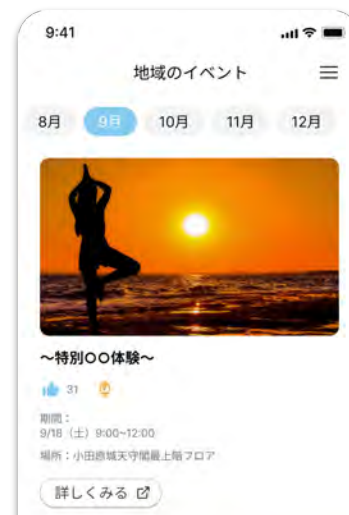 9:41
地域のイベント
8月 9月 10月 11月 12月
〜特別〇〇体験〜
31
期間：
9/18（土）9:00~12:00
場所：小田原城天守閣最上階フロア
詳しくみる